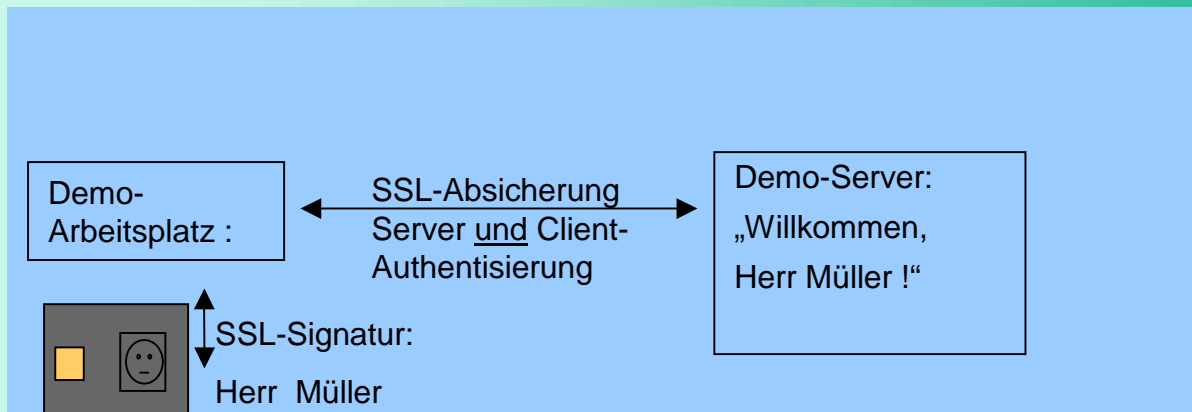 Demo-
Arbeitsplatz :
SSL-Absicherung
Server und Client-
Authentisierung
Demo-Server:
„Willkommen,
Herr Müller !“
SSL-Signatur:
Herr Müller